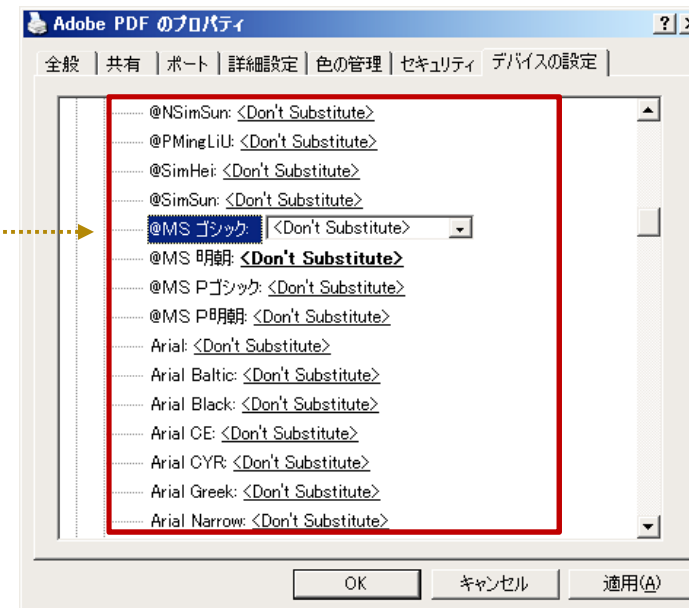 Adobe PDF のプロパティ
全般 共有 ポート 詳細設定 色の管理 セキュリティ デバイスの設定
@NSimSun: <Don't Substitute>
@PMingLiU: <Don't Substitute>
@SimHei: <Don't Substitute>
@SimSun: <Don't Substitute>
@MS ゴシック: <Don't Substitute>
@MS 明朝: <Don't Substitute>
@MS Pゴシック: <Don't Substitute>
@MS P明朝: <Don't Substitute>
Arial: <Don't Substitute>
Arial Baltic: <Don't Substitute>
Arial Black: <Don't Substitute>
Arial CE: <Don't Substitute>
Arial CYR: <Don't Substitute>
Arial Greek: <Don't Substitute>
Arial Narrow: <Don't Substitute>
OK キャンセル 適用(A)